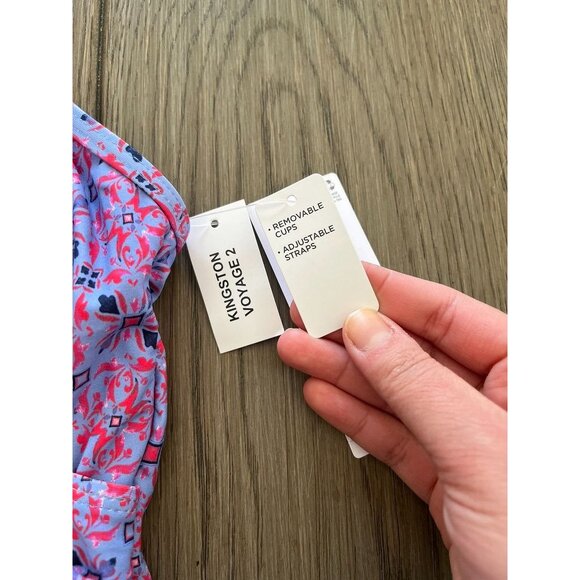 KINGSTON
VOYAGE 2
• REMOVABLE
CUPS
• ADJUSTABLE
STRAPS